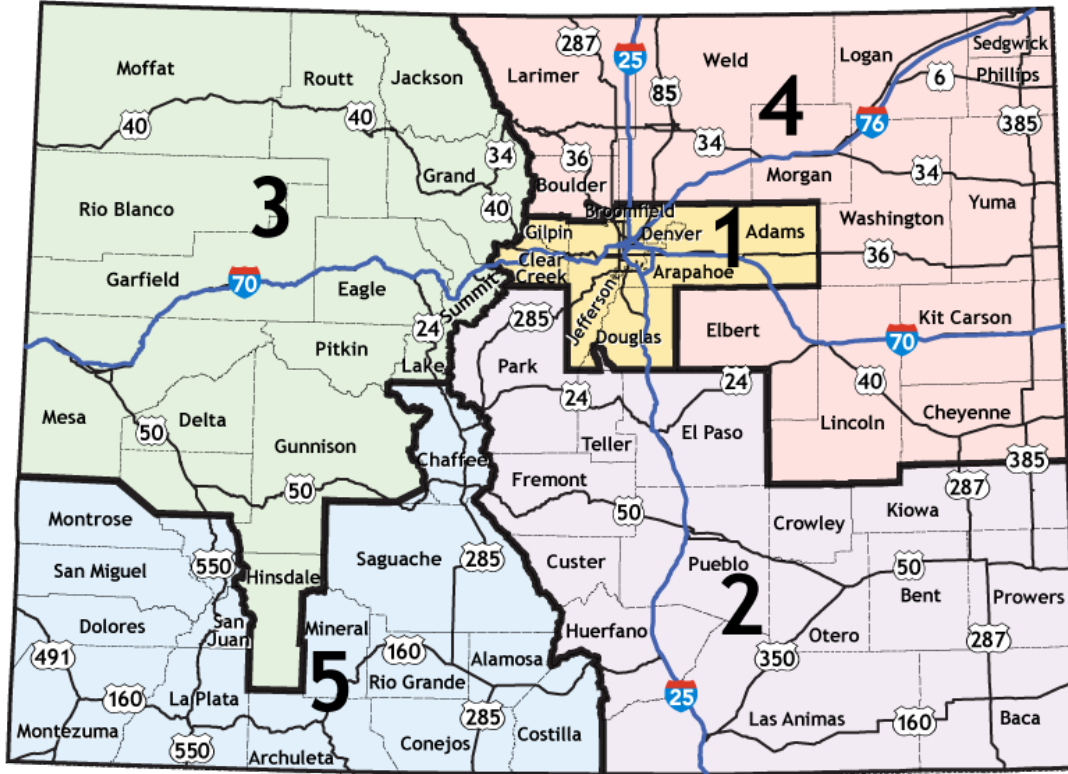 287
25
Weld
Logan
Sedgwick
Moffat
Routt
Jackson
Larimer
85
4
6
Phillips
40
40
34
36
34
76
385
Grand
Boulder
Morgan
34
3
40
Rio Blanco
Broomfield
Gilpin
Denver
1
Adams
Washington
Yuma
36
Garfield
70
Eagle
Clear
Creek
Arapahoe
Summit
Jefferson
24
285
Douglas
Elbert
Kit Carson
70
Pitkin
Lake
Park
24
24
40
Mesa
50
Delta
Gunnison
Chaffee
Teller
El Paso
Lincoln
Cheyenne
385
50
Fremont
50
287
Montrose
Crowley
Kiowa
550
Saguache
285
San Miguel
Hinsdale
Custer
Pueblo
2
50
Bent
Prowers
Dolores
San
Juan
Mineral
Huerfano
Otero
287
491
5
160
Alamosa
350
Rio Grande
160
La Plata
25
Montezuma
550
Archuleta
285
Conejos
Costilla
Las Animas
160
Baca